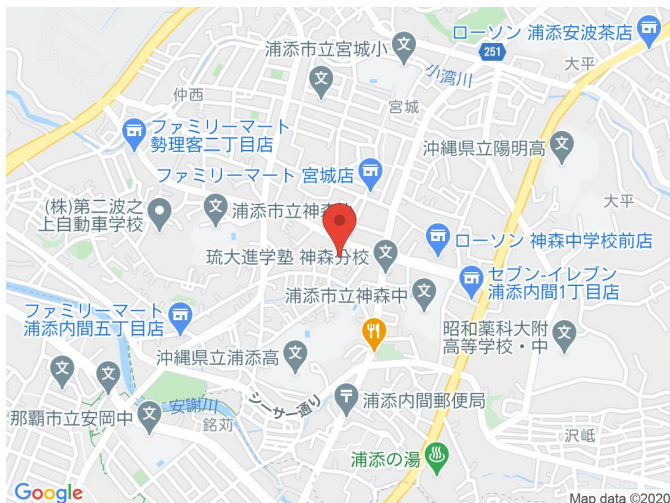 ローソン 浦添安波茶店
浦添市立宮城小
251
大平
小湾川
仲西
宮城
ファミリーマート
勢理客二丁目店
沖縄県立陽明高
ファミリーマート 宮城店
大平
(株)第二波之
上自動車学校
浦添市立神森
琉大進学塾 神森分校
ローソン 神森中学校前店
セブン-イレブン
浦添内間1丁目店
浦添市立神森中
ファミリーマート
浦添内間五丁目店
昭和薬科大附
高等学校・中
沖縄県立浦添高
シーサー通り
安謝川
銘苅
那覇市立安岡中
浦添内間郵便局
沢岻
浦添の湯
Google
Map data ©2020